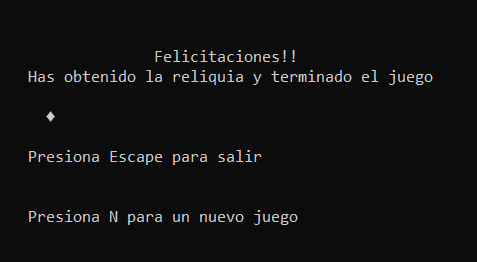 Felicitaciones!!
Has obtenido la reliquia y terminado el juego
♦
Presiona Escape para salir
Presiona N para un nuevo juego